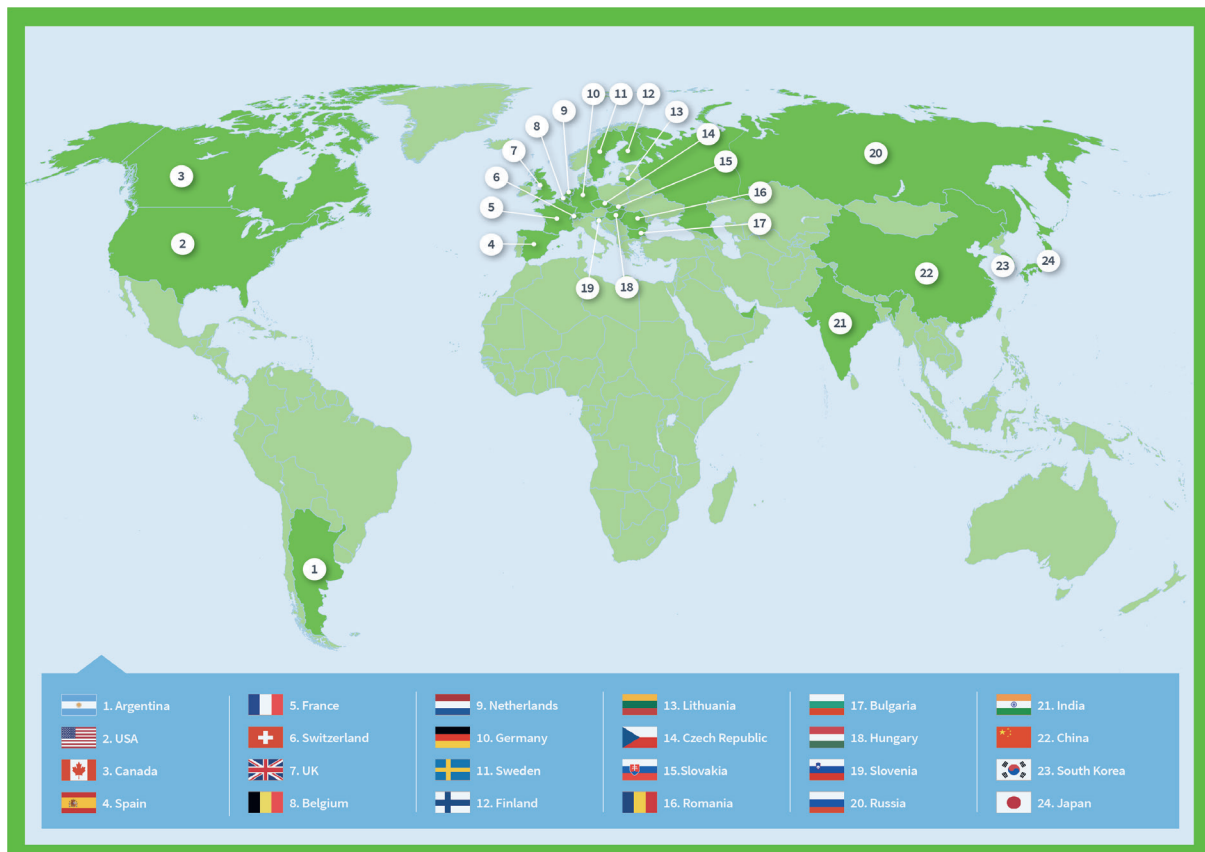 10
11
12
9
13
8
14
7
20
15
6
3
16
5
17
4
2
24
23
22
19
18
21
1
1. Argentina
2. USA
3. Canada
4. Spain
5. France
6. Switzerland
7. UK
8. Belgium
9. Netherlands
10. Germany
11. Sweden
12. Finland
13. Lithuania
14. Czech Republic
15.Slovakia
16. Romania
17. Bulgaria
18. Hungary
19. Slovenia
20. Russia
21. India
22. China
23. South Korea
24. Japan